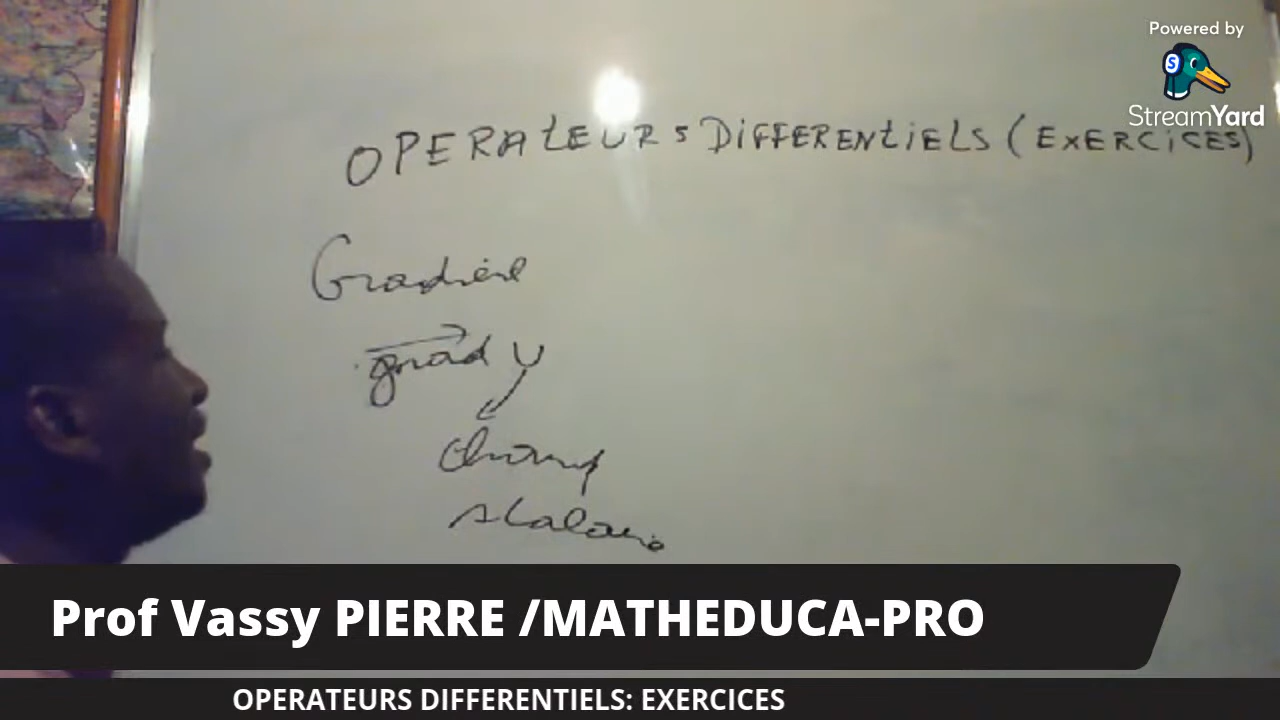 Powered by
StreamYard
OPERATEURS DIFFERENTIELS (EXERCICES)
Gradient
grad U
champ
scalaire
Prof Vassy PIERRE /MATHEDUCA-PRO
OPERATEURS DIFFERENTIELS: EXERCICES